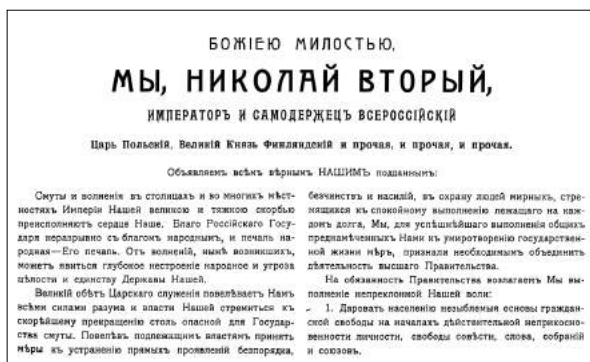 БОЖІЕЮ МИЛОСТЬЮ,
МЫ, НИКОЛАЙ ВТОРЫЙ,
ИМПЕРАТОРЪ И САМОДЕРЖЕЦЪ ВСЕРОССІЙСКІЙ
Царь Польскій, Великій Князь Финляндскій и прочая, и прочая, и прочая.
Объявляемъ всѣмъ вѣрнымъ НАШИМЪ подданнымъ:
Смуты и волненія въ столицахъ и во многихъ мѣст-
ностяхъ Имперіи Нашей великою и тяжкою скорбью
преисполняютъ сердце Наше. Благо Россійскаго Госу-
даря неразрывно съ благомъ народнымъ, и печаль на-
родная—Его печаль. Отъ волненій, нынѣ возникшихъ,
можетъ явиться глубокое нестроеніе народное и угроза
цѣлости и единству Державы Нашей.
Великій обѣтъ Царскаго служенія повелѣваетъ Намъ
всѣми силами разума и власти Нашей стремиться къ
скорѣйшему прекращенію столь опасной для Государ-
ства смуты. Повелѣвъ подлежащимъ властямъ принять
мѣры къ устраненію прямыхъ проявленій безпорядка,
безчинствъ и насилій, въ охрану людей мирныхъ, стре-
мящихся къ спокойному выполненію лежащаго на каж-
домъ долга, Мы, для успѣшнѣйшаго выполненія общихъ
преднамѣченныхъ Нами къ умиротворенію государствен-
ной жизни мѣръ, признали необходимымъ объединить
дѣятельность высшаго Правительства.
На обязанность Правительства возлагаемъ Мы вы-
полненіе непреклонной Нашей воли:
1. Даровать населенію незыблемыя основы граждан-
ской свободы на началахъ дѣйствительной неприкосно-
венности личности, свободы совѣсти, слова, собраній
и союзовъ.